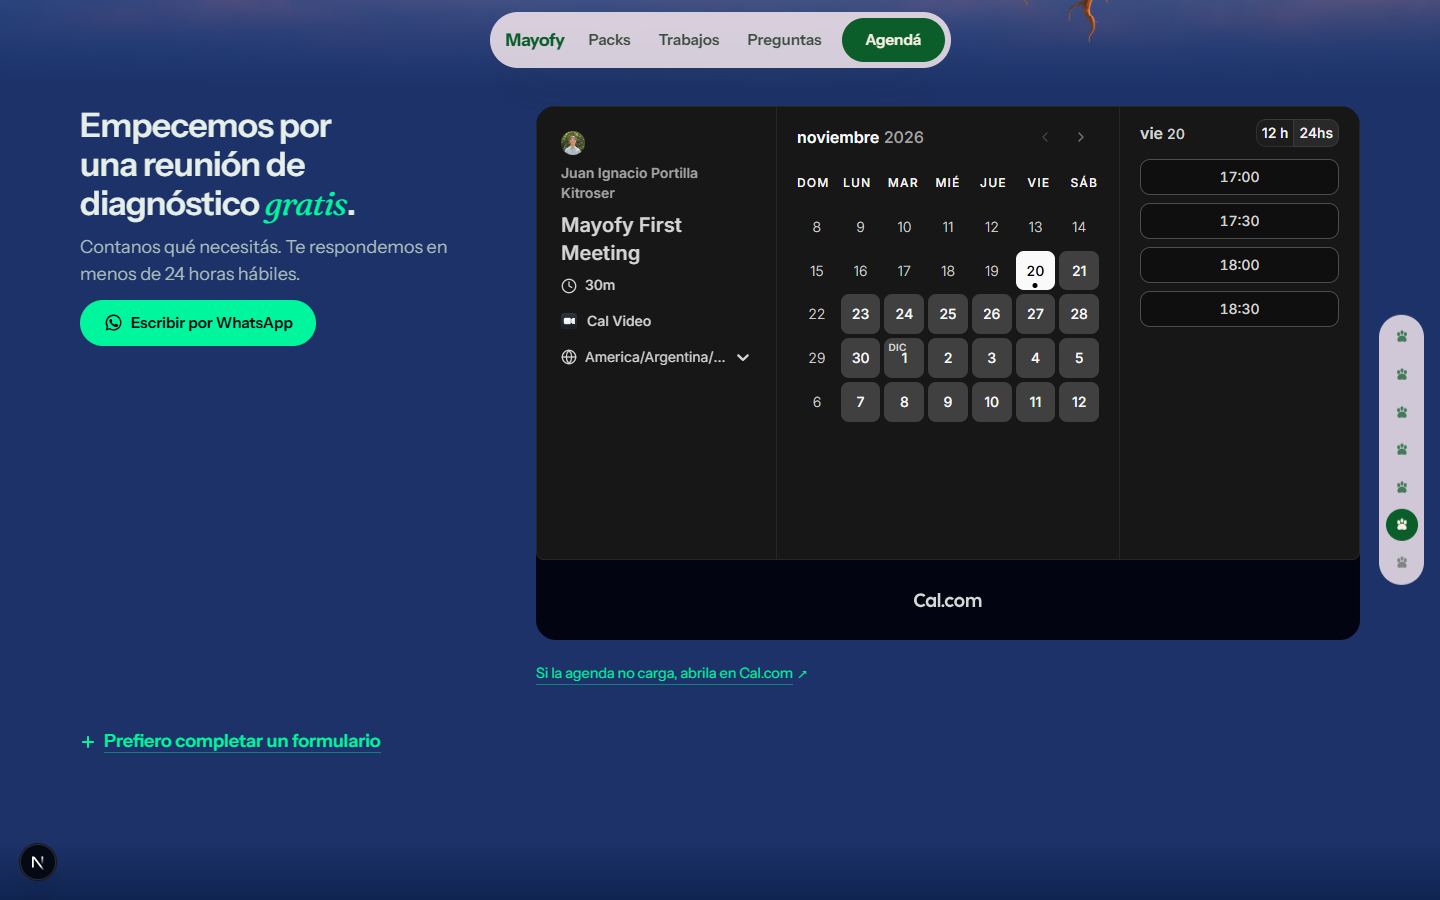 Mayofy
Packs
Trabajos
Preguntas
Agendá
Empecemos por
una reunión de
diagnóstico gratis.
Contanos qué necesitás. Te respondemos en
menos de 24 horas hábiles.
Escribir por WhatsApp
Juan Ignacio Portilla
Kitroser
Mayofy First
Meeting
30m
Cal Video
America/Argentina/...
noviembre 2026
DOM LUN MAR MIÉ JUE VIE SÁB
8 9 10 11 12 13 14
15 16 17 18 19 20 21
22 23 24 25 26 27 28
29 30 DIC 1 2 3 4 5
6 7 8 9 10 11 12
vie 20
12 h 24hs
17:00
17:30
18:00
18:30
Cal.com
Si la agenda no carga, abrila en Cal.com ↗
+ Prefiero completar un formulario
N